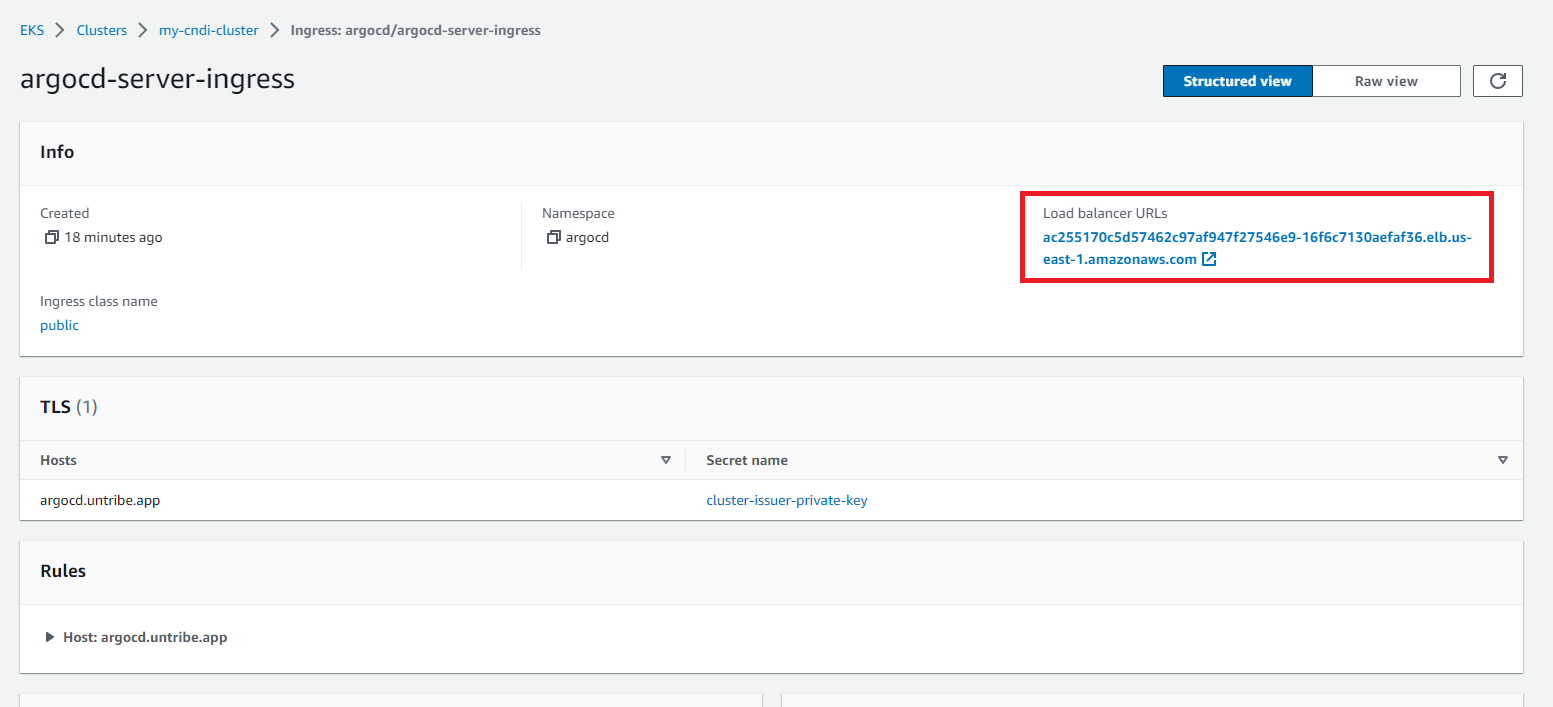 EKS Clusters my-cndi-cluster Ingress: argocd/argocd-server-ingress
argocd-server-ingress
Structured view Raw view
Info
Created
18 minutes ago
Namespace
argocd
Load balancer URLs
ac255170c5d57462c97af947f27546e9-16f6c7130aefaf36.elb.us-
east-1.amazonaws.com
Ingress class name
public
TLS (1)
Hosts Secret name
argocd.untribe.app cluster-issuer-private-key
Rules
Host: argocd.untribe.app